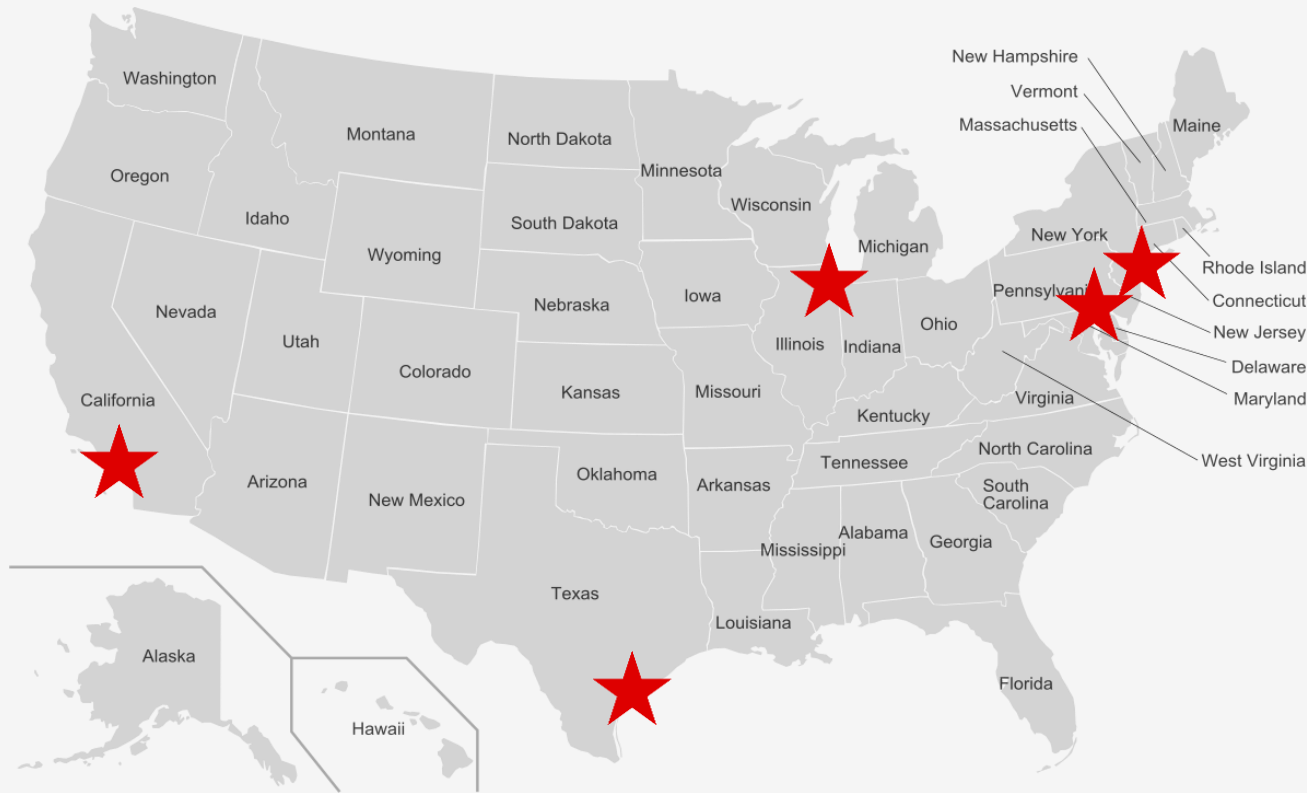 New Hampshire
Vermont
Massachusetts
Maine
Washington
Montana
North Dakota
Minnesota
Oregon
Idaho
South Dakota
Wisconsin
Wyoming
Michigan
New York
Rhode Island
Nevada
Nebraska
Iowa
Pennsylvani
Connecticut
Utah
Colorado
Illinois
Indiana
Ohio
New Jersey
Delaware
California
Kansas
Missouri
Kentucky
Virginia
Maryland
West Virginia
Arizona
New Mexico
Oklahoma
Arkansas
Tennessee
North Carolina
South
Carolina
Texas
Louisiana
Mississippi
Alabama
Georgia
Florida
Alaska
Hawaii